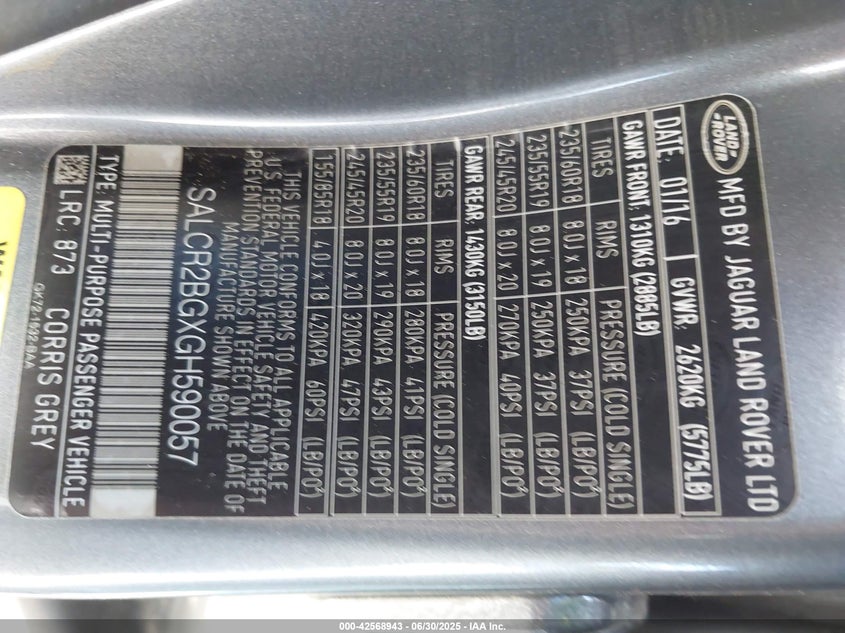 LAND
ROVER
MFD BY JAGUAR LAND ROVER LTD
DATE: 01/16 GVWR: 2620KG (5775LB)
GAWR FRONT: 1310KG (2885LB)
TIRES RIMS PRESSURE (COLD SINGLE)
235/60R18 8.0J x 18 250KPA 37PSI (LB/PO²)
235/55R19 8.0J x 19 250KPA 37PSI (LB/PO²)
245/45R20 8.0J x 20 270KPA 40PSI (LB/PO²)
GAWR REAR: 1430KG (3150LB)
TIRES RIMS PRESSURE (COLD SINGLE)
235/60R18 8.0J x 18 280KPA 41PSI (LB/PO²)
235/55R19 8.0J x 19 290KPA 43PSI (LB/PO²)
245/45R20 8.0J x 20 320KPA 47PSI (LB/PO²)
155/85R18 4.0J x 18 420KPA 60PSI (LB/PO²)
THIS VEHICLE CONFORMS TO ALL APPLICABLE
U.S. FEDERAL MOTOR VEHICLE SAFETY AND THEFT
PREVENTION STANDARDS IN EFFECT ON THE DATE OF
MANUFACTURE SHOWN ABOVE
SALCR2BGXGH590057
TYPE: MULTI-PURPOSE PASSENGER VEHICLE
LRC: 873 CORRIS GREY
000-42568943 / 06/30/2025 - IAA Inc.